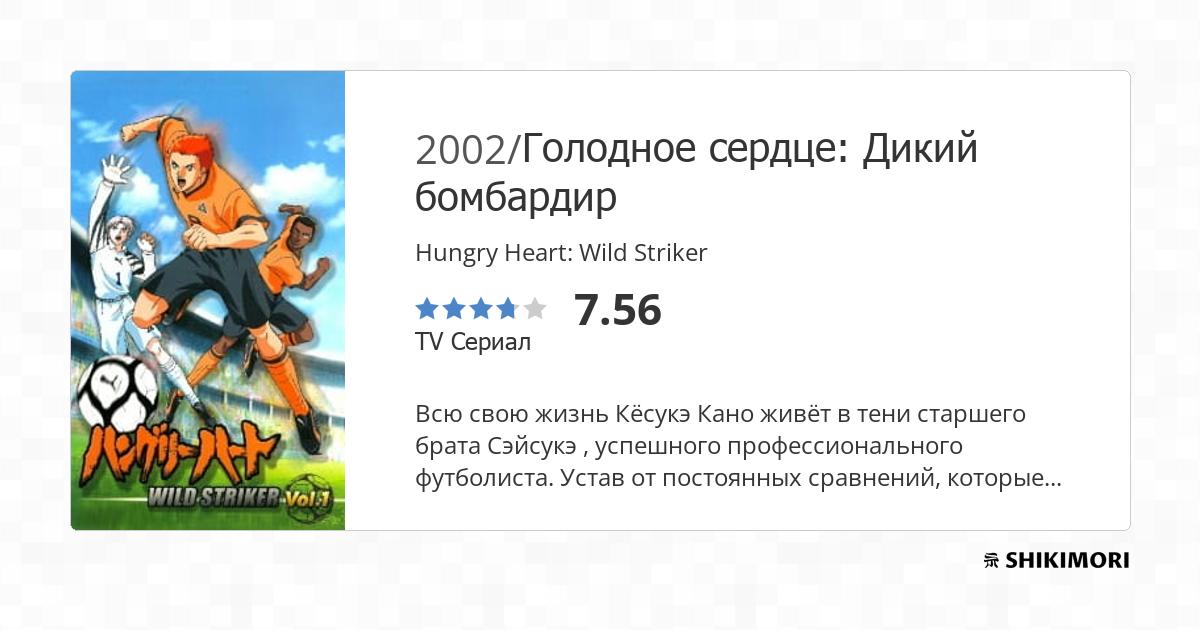 2002/Голодное сердце: Дикий
бомбардир
Hungry Heart: Wild Striker
7.56
TV Сериал
Всю свою жизнь Кёсукэ Кано живёт в тени старшего
брата Сэйсукэ , успешного профессионального
футболиста. Устав от постоянных сравнений, которые...
1
ハングリーハート
WILD STRIKER Vol.1
SHIKIMORI